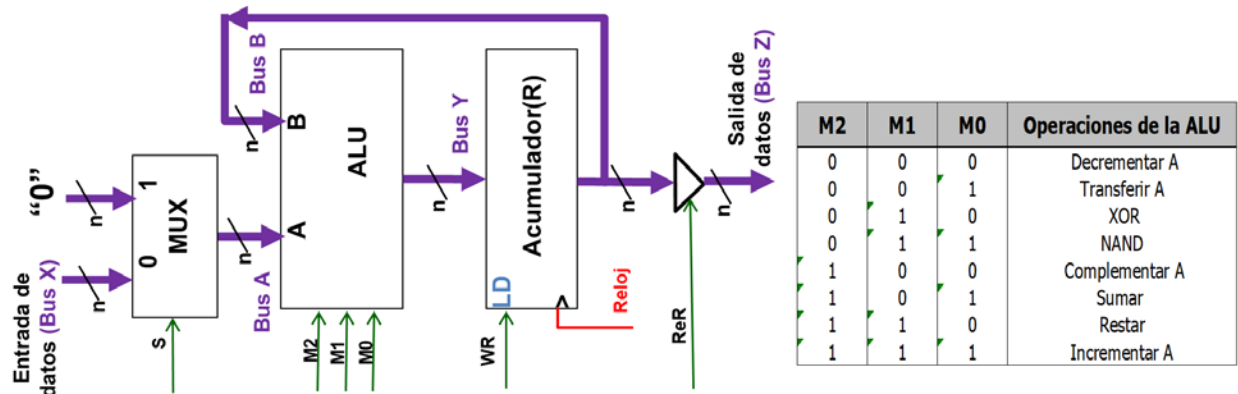 Entrada de
datos (Bus X)
"0"
n
n
0
1
MUX
S
n
Bus A
Bus B
n
A
B
ALU
M2
M1
M0
n
Bus Y
Acumulador(R)
LD
>
WR
Reloj
n
ReR
n
Salida de
datos (Bus Z)
M2 M1 M0 Operaciones de la ALU
0 0 0 Decrementar A
0 0 1 Transferir A
0 1 0 XOR
0 1 1 NAND
1 0 0 Complementar A
1 0 1 Sumar
1 1 0 Restar
1 1 1 Incrementar A